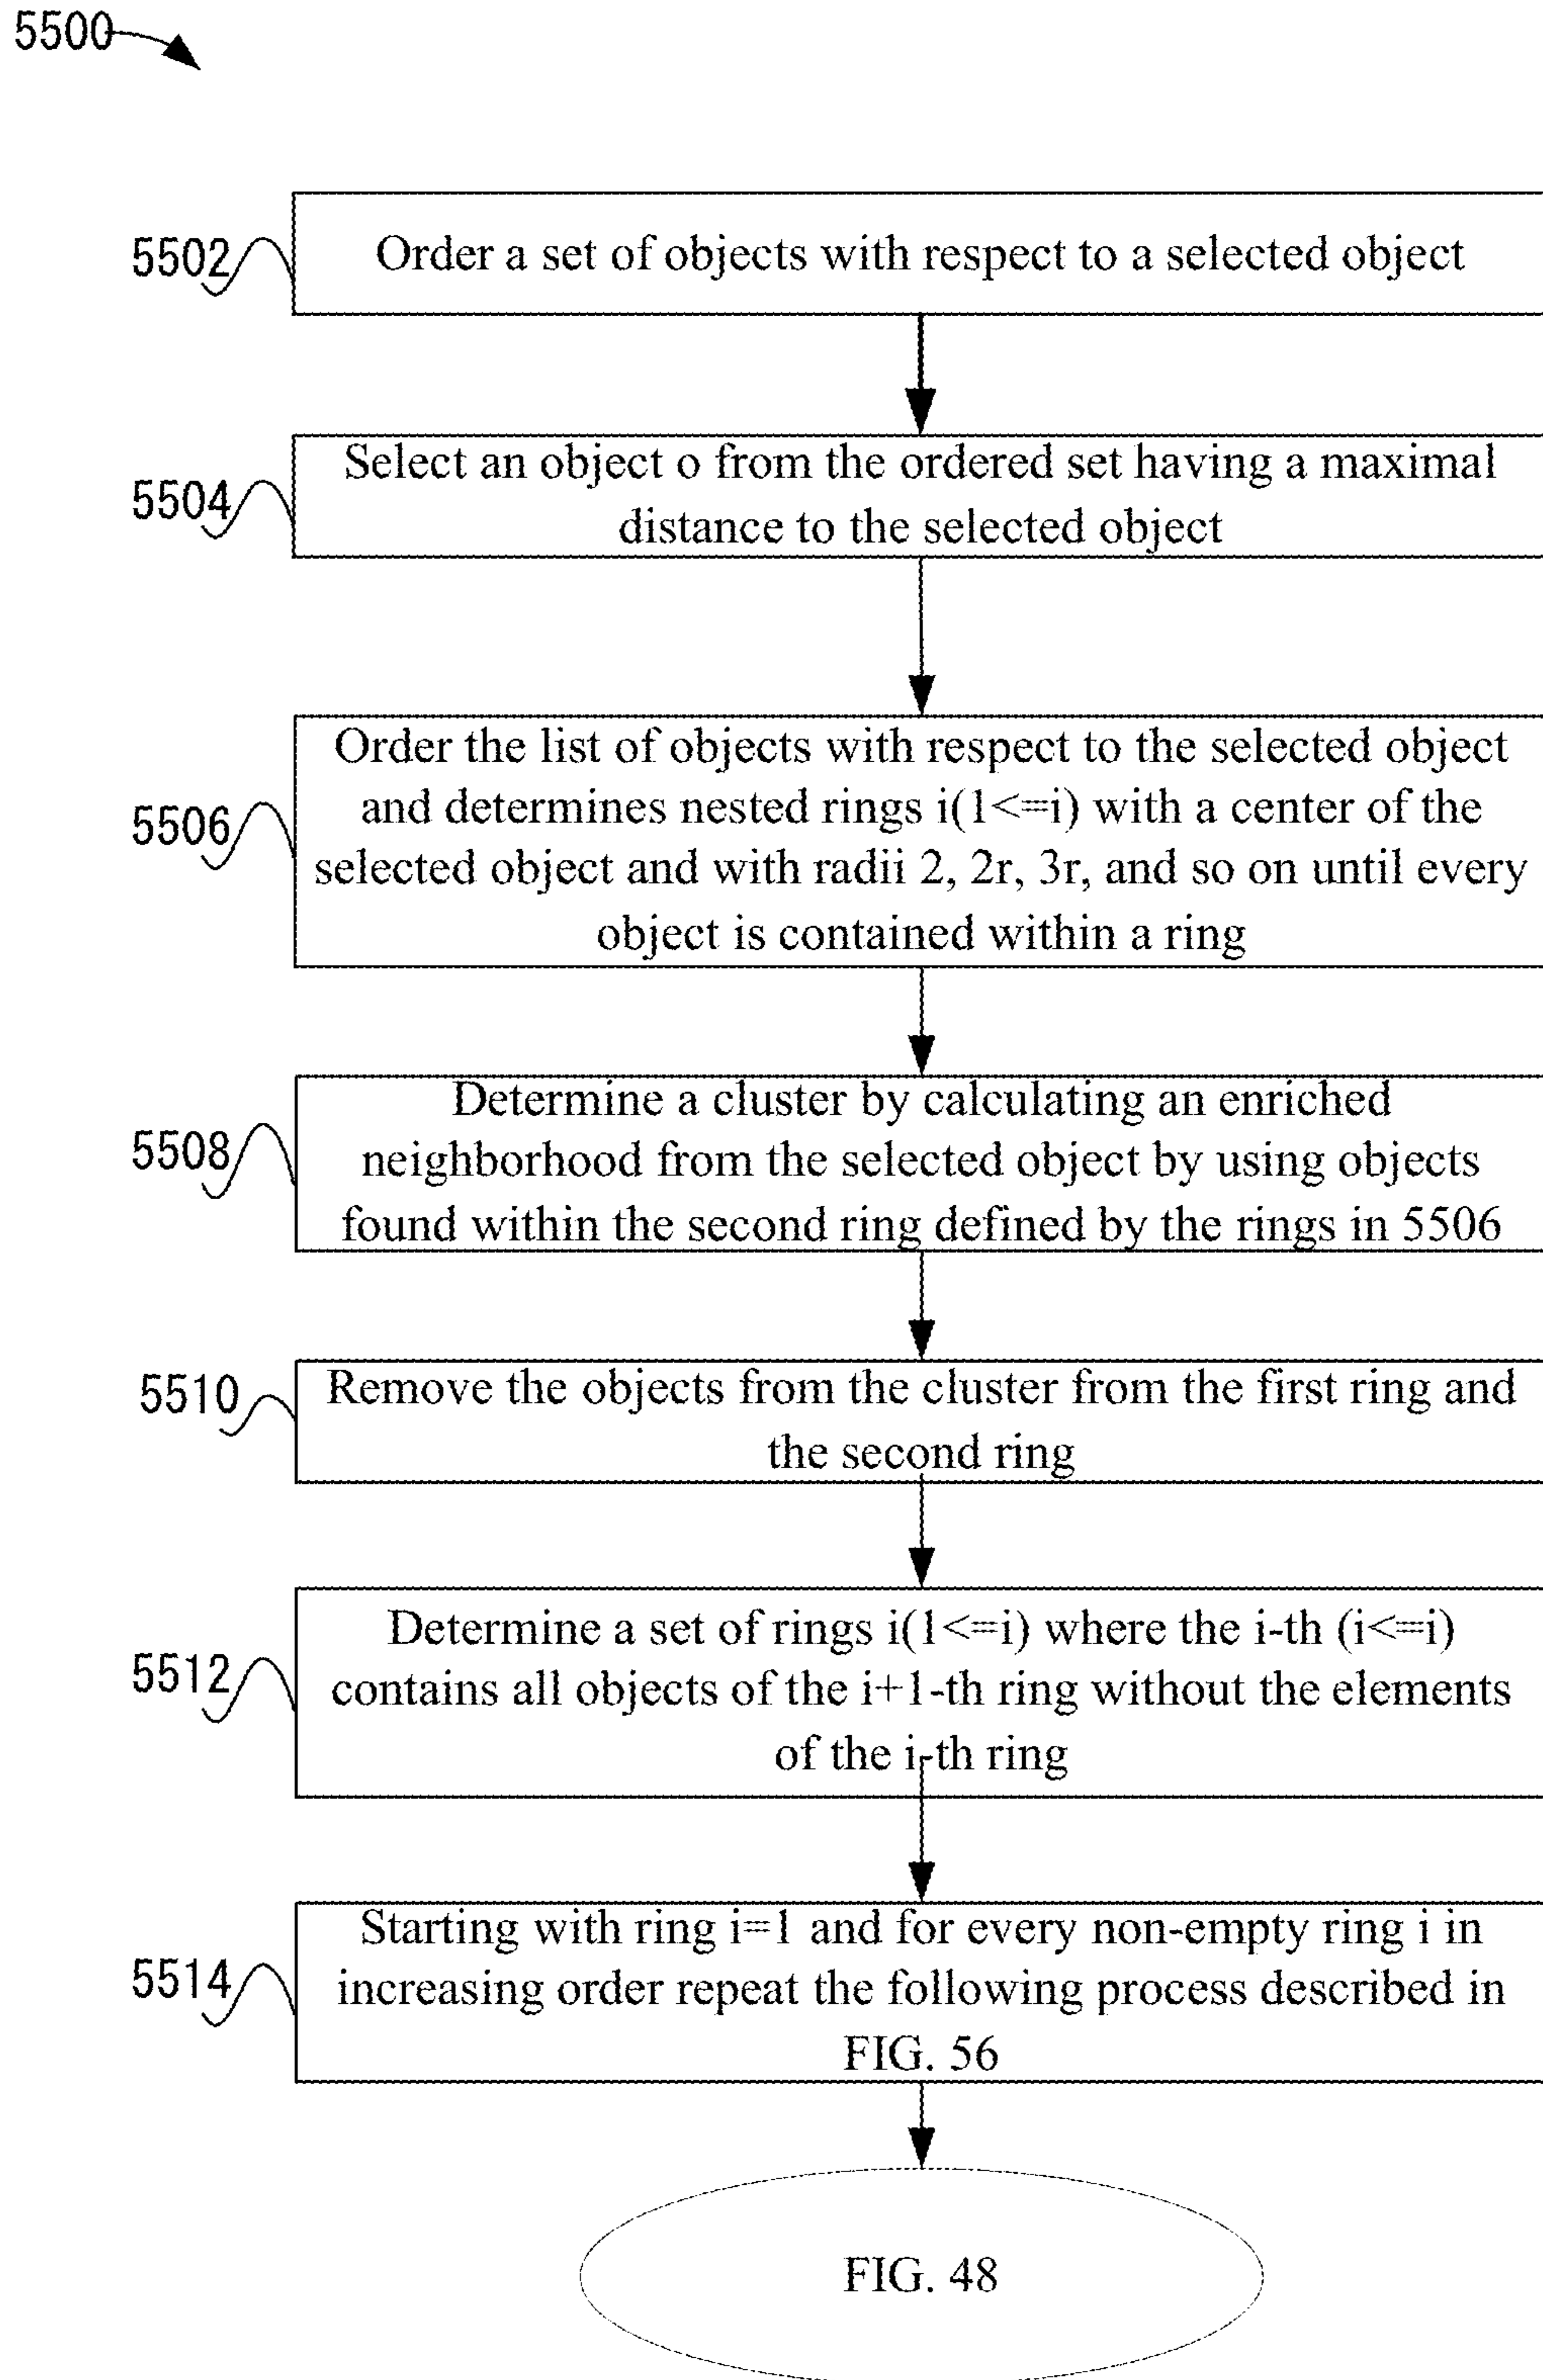 5500
5502
Order a set of objects with respect to a selected object
5504
Select an object o from the ordered set having a maximal
distance to the selected object
5506
Order the list of objects with respect to the selected object
and determines nested rings i(1<=i) with a center of the
selected object and with radii 2, 2r, 3r, and so on until every
object is contained within a ring
5508
Determine a cluster by calculating an enriched
neighborhood from the selected object by using objects
found within the second ring defined by the rings in 5506
5510
Remove the objects from the cluster from the first ring and
the second ring
5512
Determine a set of rings i(1<=i) where the i-th (i<=i)
contains all objects of the i+1-th ring without the elements
of the i-th ring
5514
Starting with ring i=1 and for every non-empty ring i in
increasing order repeat the following process described in
FIG. 56
FIG. 48